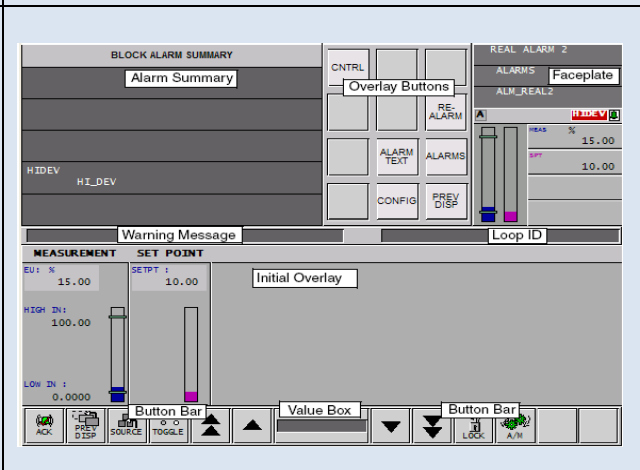 BLOCK ALARM SUMMARY
Alarm Summary
HIDEV
HI_DEV
CNTRL
Overlay Buttons
RE-
ALARM
ALARM
TEXT
ALARMS
CONFIG
PREV
DISP
REAL ALARM 2
ALARMS
Faceplate
ALM_REAL2
A
HIDEV
MEAS %
15.00
SPT
10.00
Warning Message
Loop ID
MEASUREMENT SET POINT
EU: %
15.00
SETPT :
10.00
Initial Overlay
HIGH IN:
100.00
LOW IN :
0.0000
Button Bar
Value Box
Button Bar
ACK
PREV
DISP
SOURCE
TOGGLE
LOCK
A/M